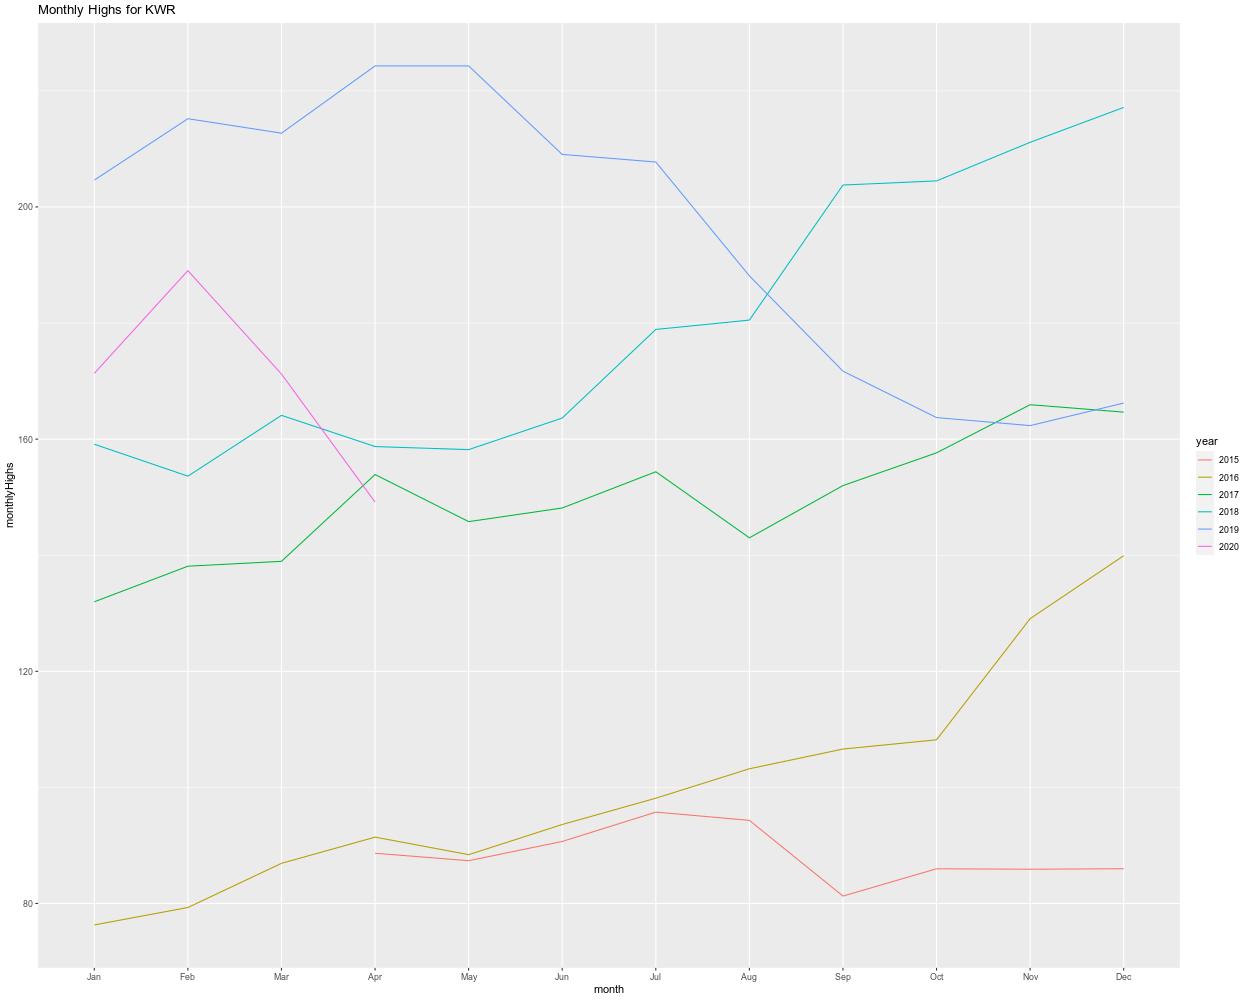 Monthly Highs for KWR
monthlyHighs
200
160
120
80
Jan Feb Mar Apr May Jun Jul Aug Sep Oct Nov Dec
month
year
2015
2016
2017
2018
2019
2020